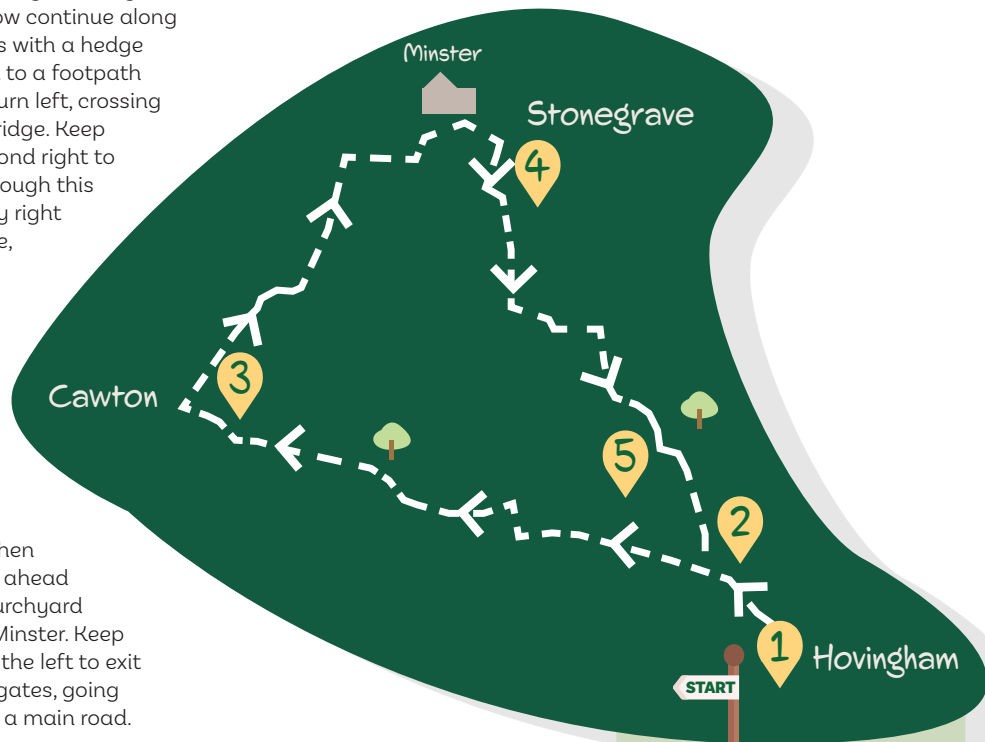 ow continue along
s with a hedge
to a footpath
urn left, crossing
ridge. Keep
ond right to
ough this
y right
e,
hen
ahead
urchyard
Minster. Keep
the left to exit
gates, going
a main road.
Minster
Stonegrave
4
3
Cawton
5
2
1
Hovingham
START